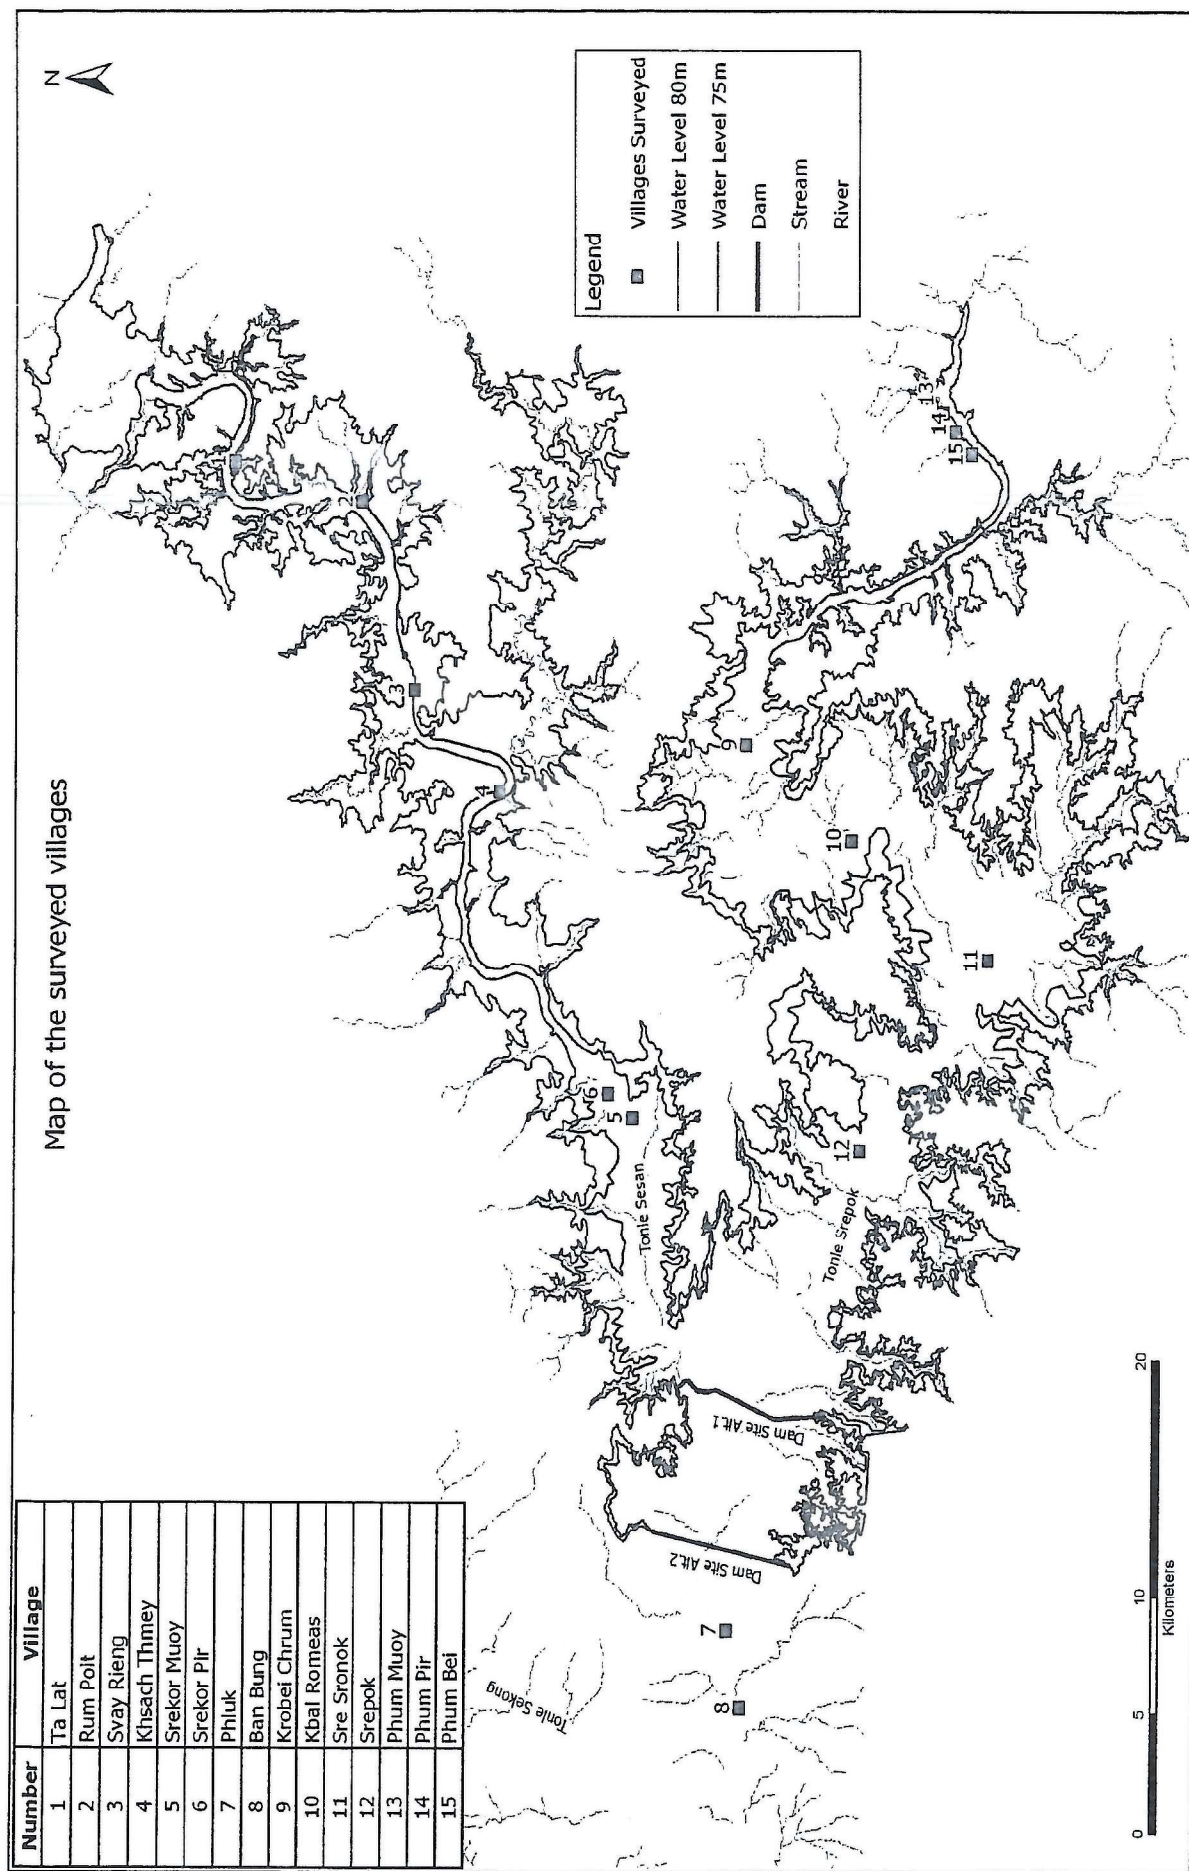 Map of the surveyed villages
N
Number Village
1 Ta Lat
2 Rum Polt
3 Svay Rieng
4 Khsach Thmey
5 Srekor Muoy
6 Srekor Pir
7 Phluk
8 Ban Bung
9 Krobei Chrum
10 Kbal Romeas
11 Sre Sronok
12 Srepok
13 Phum Muoy
14 Phum Pir
15 Phum Bei
Legend
Villages Surveyed
Water Level 80m
Water Level 75m
Dam
Stream
River
1
3
4
6
5
Tonle Sesan
9
10
11
12
Tonle Srepok
13
14
15
Dam Site Alt.1
Dam Site Alt.2
7
8
Tonle Sekong
0 5 10 20
Kilometers